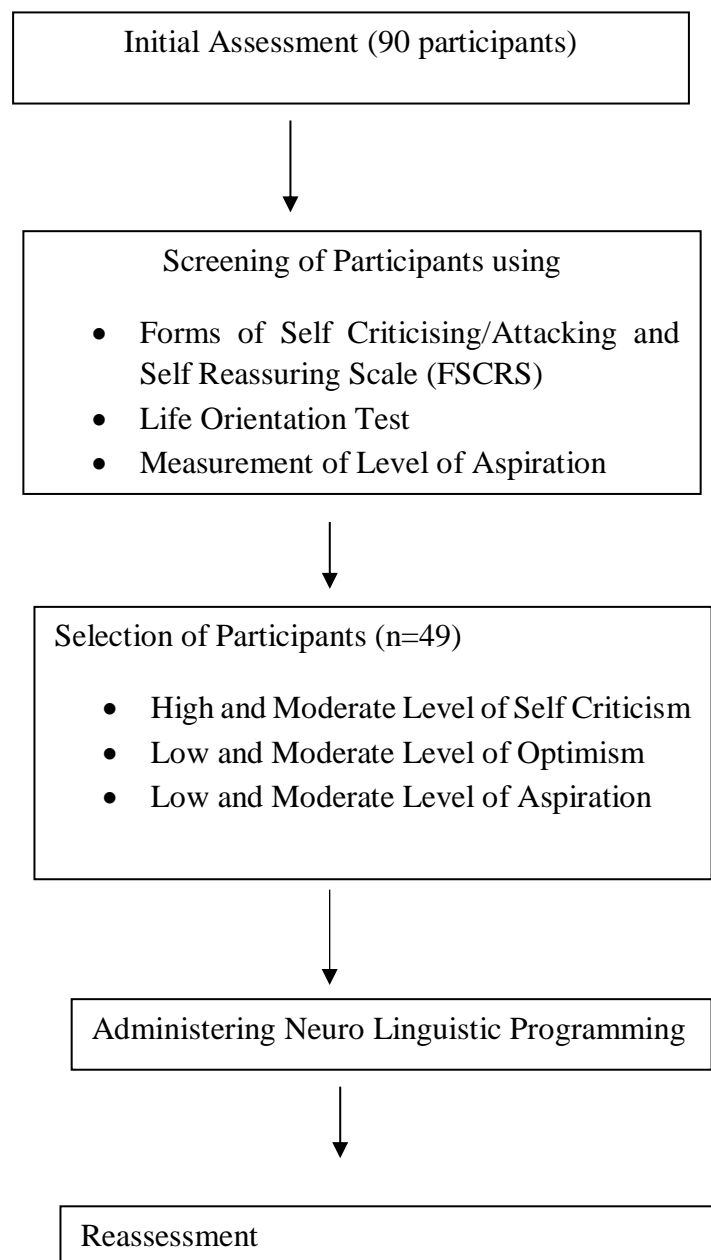 Initial Assessment (90 participants)
Screening of Participants using
• Forms of Self Criticising/Attacking and
Self Reassuring Scale (FSCRS)
• Life Orientation Test
• Measurement of Level of Aspiration
Selection of Participants (n=49)
• High and Moderate Level of Self Criticism
• Low and Moderate Level of Optimism
• Low and Moderate Level of Aspiration
Administering Neuro Linguistic Programming
Reassessment